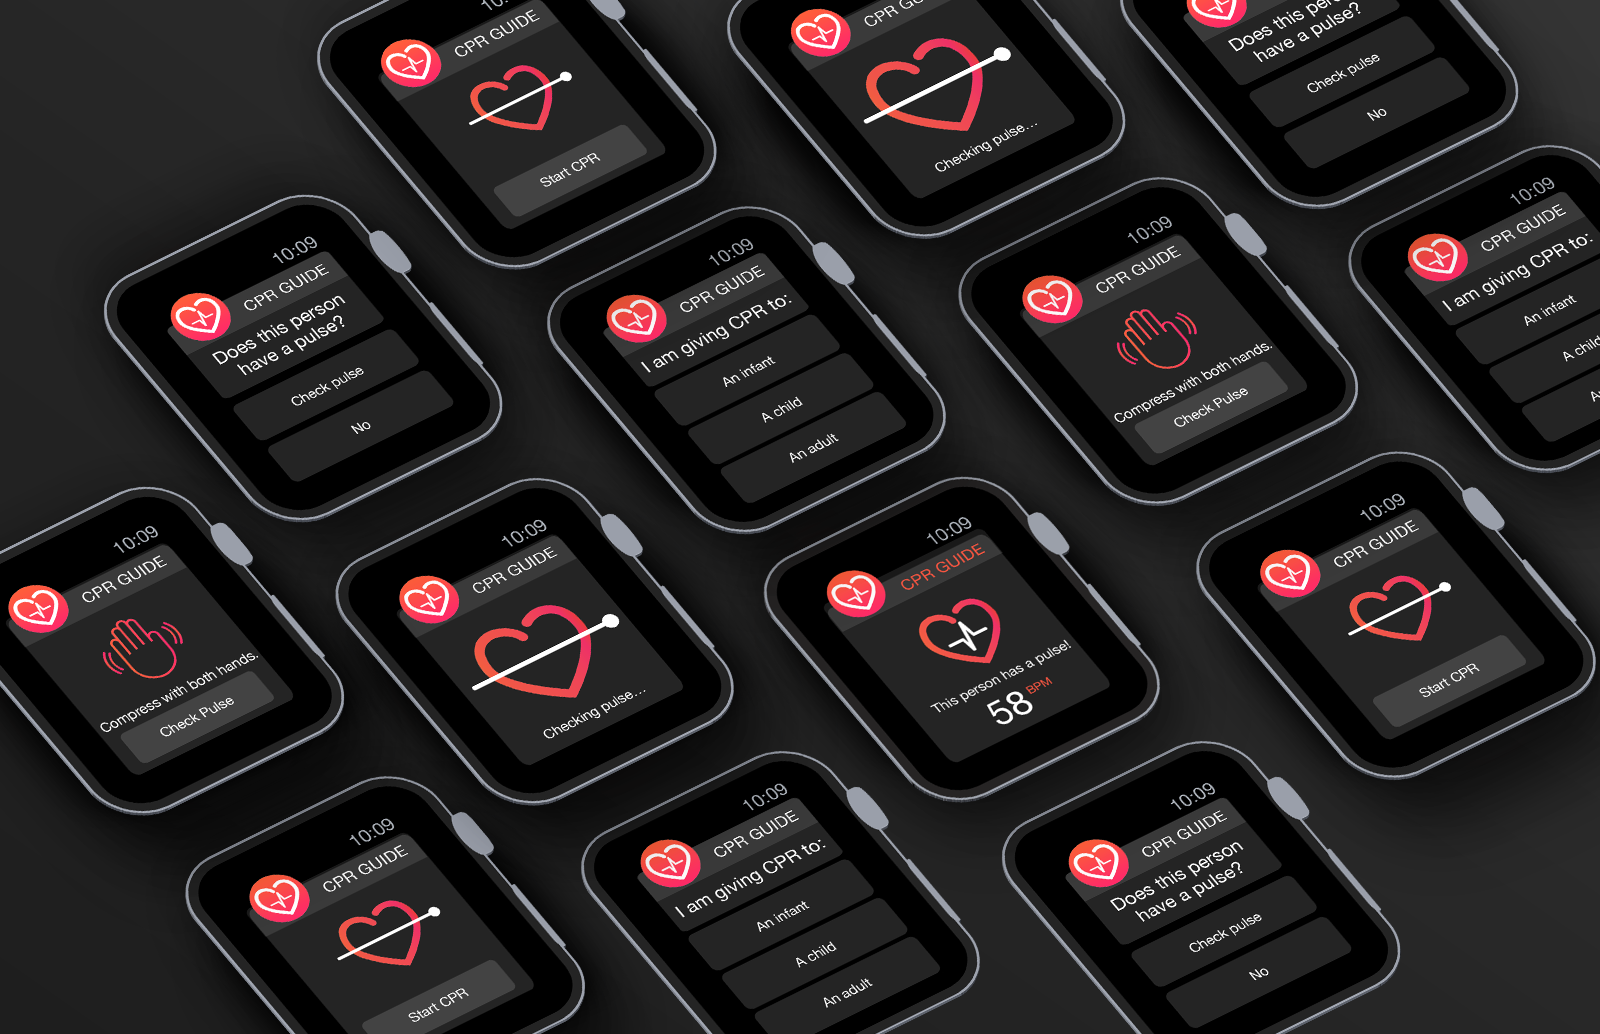 10:
CPR GUIDE
Start CPR
CPR GU
Checking pulse...
Does this pers
have a pulse?
Check pulse
No
10:09
CPR GUIDE
Does this person
have a pulse?
Check pulse
No
10:09
CPR GUIDE
I am giving CPR to:
An infant
A child
An adult
10:09
CPR GUIDE
Compress with both hands.
Check Pulse
10:09
CPR GUIDE
I am giving CPR to:
An infant
A child
10:09
CPR GUIDE
Compress with both hands.
Check Pulse
10:09
CPR GUIDE
Checking pulse...
10:09
CPR GUIDE
This person has a pulse!
58 BPM
10:09
CPR GUIDE
Start CPR
10:09
CPR GUIDE
Start CPR
10:09
CPR GUIDE
I am giving CPR to:
An infant
A child
An adult
10:09
CPR GUIDE
Does this person
have a pulse?
Check pulse
No